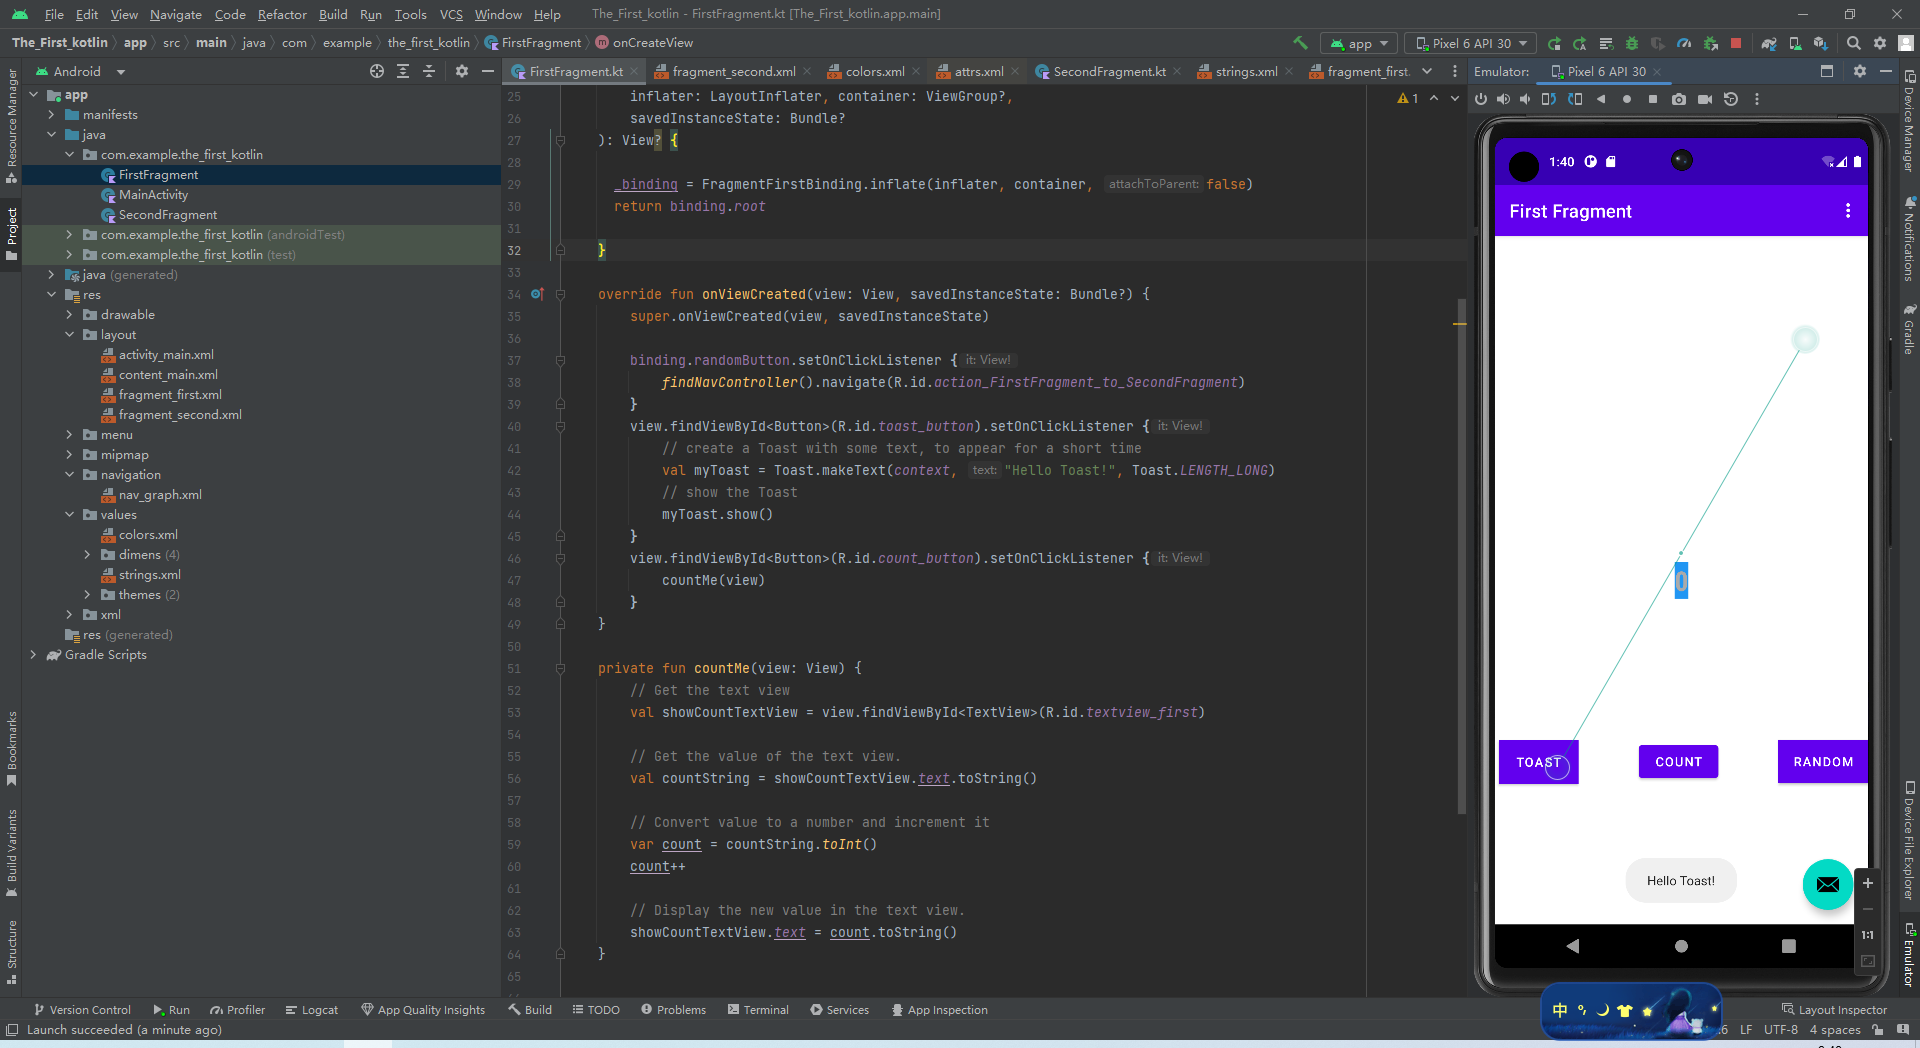 File Edit View Navigate Code Refactor Build Run Tools VCS Window Help The_First_kotlin - FirstFragment.kt [The_First_kotlin.app.main]
The_First_kotlin app src main java com example the_first_kotlin FirstFragment onCreateView app Pixel 6 API 30
Android
FirstFragment.kt fragment_second.xml colors.xml attrs.xml SecondFragment.kt strings.xml fragment_first.
Emulator: Pixel 6 API 30
Resource Manager
Project
Bookmarks
Build Variants
Structure
app
manifests
java
com.example.the_first_kotlin
FirstFragment
MainActivity
SecondFragment
com.example.the_first_kotlin (androidTest)
com.example.the_first_kotlin (test)
java (generated)
res
drawable
layout
activity_main.xml
content_main.xml
fragment_first.xml
fragment_second.xml
menu
mipmap
navigation
nav_graph.xml
values
colors.xml
dimens (4)
strings.xml
themes (2)
xml
res (generated)
Gradle Scripts
1
25 inflater: LayoutInflater, container: ViewGroup?,
26 savedInstanceState: Bundle?
27 ): View? {
28
29 _binding = FragmentFirstBinding.inflate(inflater, container, attachToParent: false)
30 return binding.root
31
32 }
33
34 override fun onViewCreated(view: View, savedInstanceState: Bundle?) {
35 super.onViewCreated(view, savedInstanceState)
36
37 binding.randomButton.setOnClickListener { it: View!
38 findNavController().navigate(R.id.action_FirstFragment_to_SecondFragment)
39 }
40 view.findViewById<Button>(R.id.toast_button).setOnClickListener { it: View!
41 // create a Toast with some text, to appear for a short time
42 val myToast = Toast.makeText(context, text: "Hello Toast!", Toast.LENGTH_LONG)
43 // show the Toast
44 myToast.show()
45 }
46 view.findViewById<Button>(R.id.count_button).setOnClickListener { it: View!
47 countMe(view)
48 }
49 }
50
51 private fun countMe(view: View) {
52 // Get the text view
53 val showCountTextView = view.findViewById<TextView>(R.id.textview_first)
54
55 // Get the value of the text view.
56 val countString = showCountTextView.text.toString()
57
58 // Convert value to a number and increment it
59 var count = countString.toInt()
60 count++
61
62 // Display the new value in the text view.
63 showCountTextView.text = count.toString()
64 }
65
1:40
First Fragment
0
TOAST COUNT RANDOM
Hello Toast!
1:1
Device Manager
Notifications
Gradle
Device File Explorer
Emulator
Version Control Run Profiler Logcat App Quality Insights Build TODO Problems Terminal Services App Inspection Layout Inspector
中
Launch succeeded (a minute ago) LF UTF-8 4 spaces